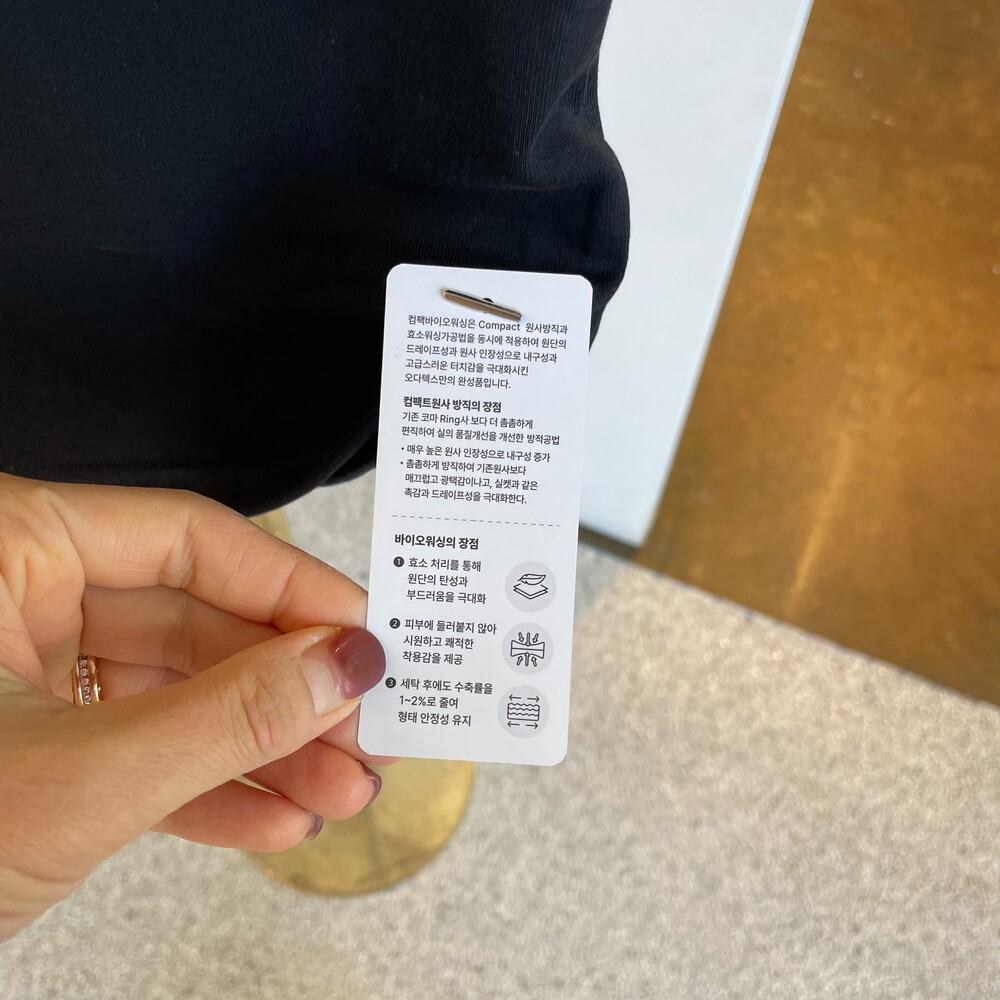 컴팩바이오워싱은 Compact 원사방직과
효소워싱가공법을 동시에 적용하여 원단의
드레이프성과 원사 인장성으로 내구성과
고급스러운 터치감을 극대화시킨
오다텍스만의 완성품입니다.
컴팩트원사 방직의 장점
기존 코마 Ring사 보다 더 촘촘하게
편직하여 실의 품질개선을 개선한 방적공법
• 매우 높은 원사 인장성으로 내구성 증가
• 촘촘하게 방직하여 기존원사보다
매끄럽고 광택감이나고, 실켓과 같은
촉감과 드레이프성을 극대화한다.
바이오워싱의 장점
1 효소 처리를 통해
원단의 탄성과
부드러움을 극대화
2 피부에 들러붙지 않아
시원하고 쾌적한
착용감을 제공
3 세탁 후에도 수축률을
1~2%로 줄여
형태 안정성 유지